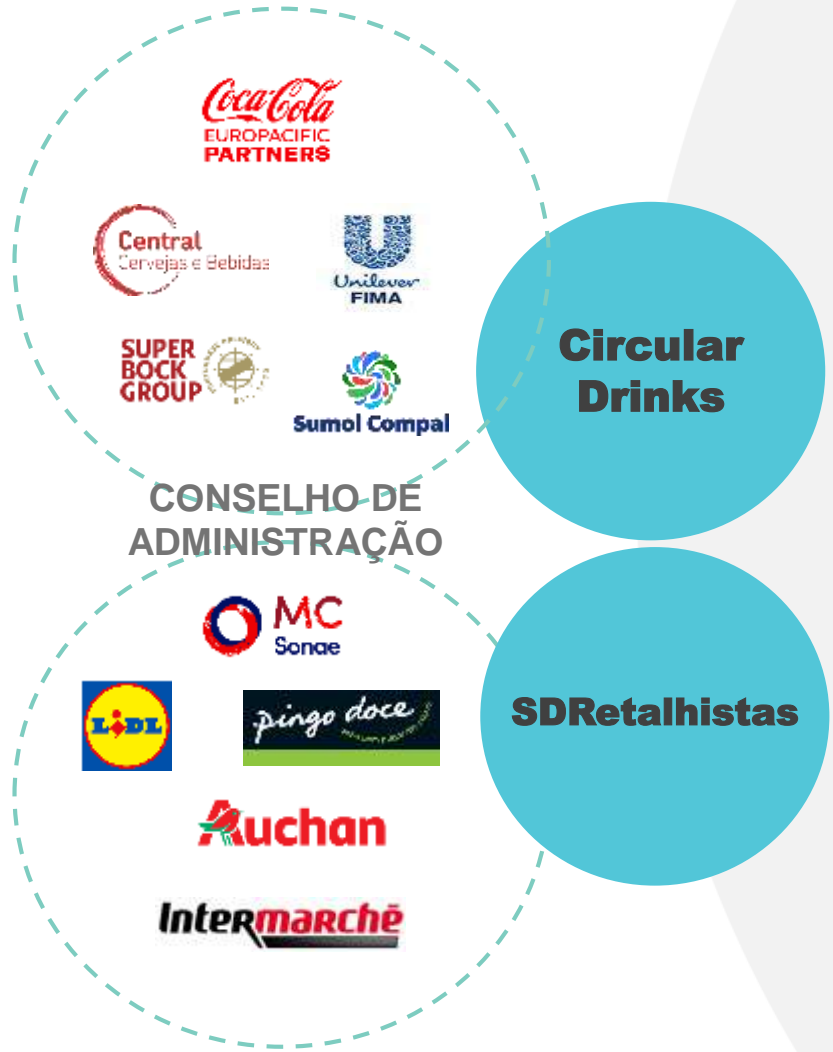 Coca-Cola
EUROPACIFIC
PARTNERS
Central
Cervejas e Bebidas
Unilever
FIMA
SUPER
BOCK
GROUP
Sumol Compal
Circular
Drinks
CONSELHO DE
ADMINISTRAÇÃO
MC
Sonae
LIDL
pingo doce
SDRetalhistas
Auchan
Intermarchē